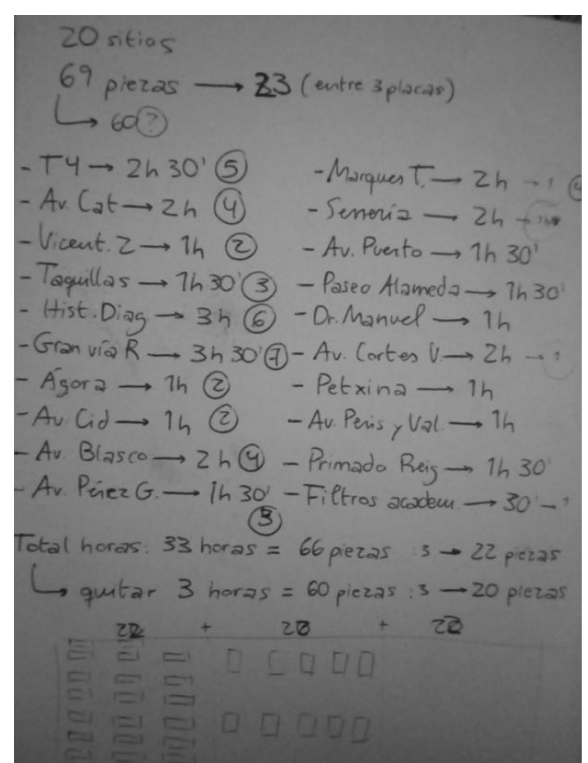 20 sitios
69 piezas → 23 (entre 3 placas)
↳ 60 ?
- T4 → 2h 30' 5
- Av. Cat → 2h 4
- Vicent. Z → 1h 2
- Taquillas → 1h 30' 3
- Hist. Diag → 3h 6
- Gran vía R → 3h 30' 7
- Ágora → 1h 2
- Av. Cid → 1h 2
- Av. Blasco → 2h 4
- Av. Pérez G. → 1h 30' 3
- Marques T. → 2h →
- Serrería → 2h →
- Av. Puerto → 1h 30'
- Paseo Alameda → 1h 30'
- Dr. Manuel → 1h
- Av. Cortes V. → 2h →
- Petxina → 1h
- Av. Peris y Val. → 1h
- Primado Reig → 1h 30'
- Filtros academ. → 30' →
Total horas: 33 horas = 66 piezas :3 → 22 piezas
↳ quitar 3 horas = 60 piezas :3 → 20 piezas
22 + 20 + 20